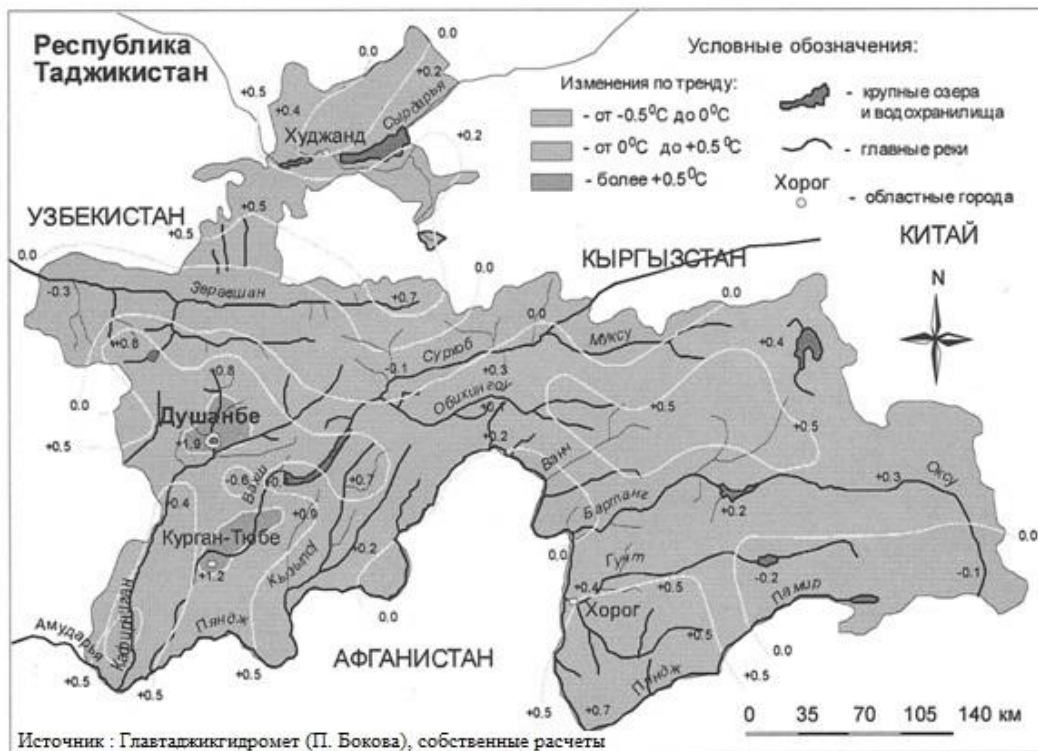 Республика
Таджикистан
Условные обозначения:
Изменения по тренду:
- от -0.5⁰С до 0⁰С
- от 0⁰С до +0.5⁰С
- более +0.5⁰С
- крупные озера
и водохранилища
- главные реки
Хорог
- областные города
0.0
0.0
+0.2
+0.5
+0.4
Сырдарья
Худжанд
+0.2
УЗБЕКИСТАН
+0.5
+0.5
КЫРГЫЗСТАН
КИТАЙ
N
0.0
-0.3
Зеравшан
+0.7
0.0
0.0
0.0
+0.8
Сурхоб
Муксу
+0.4
-0.1
+0.3
+0.8
Обихингоу
+0.1
+0.5
0.0
Душанбе
+0.5
+0.5
+0.2
Ванч
-0.6
Вахш
+0.7
+0.3
Оксу
-0.4
+0.9
Бартанг
+0.2
Курган-Тюбе
0.0
0.0
+1.2
Кызылсу
+0.2
Гунт
-0.2
-0.1
+0.4
+0.5
Хорог
Памир
0.0
Кафирниган
Пяндж
Амударья
АФГАНИСТАН
+0.5
0.0
Пяндж
+0.5
+0.5
+0.5
+0.5
+0.5
+0.7
0 35 70 105 140 км
Источник : Главтаджикгидромет (П. Бокова), собственные расчеты